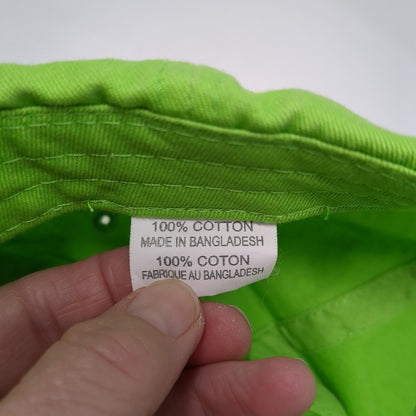 100% COTTON
MADE IN BANGLADESH
100% COTON
FABRIQUE AU BANGLADESH